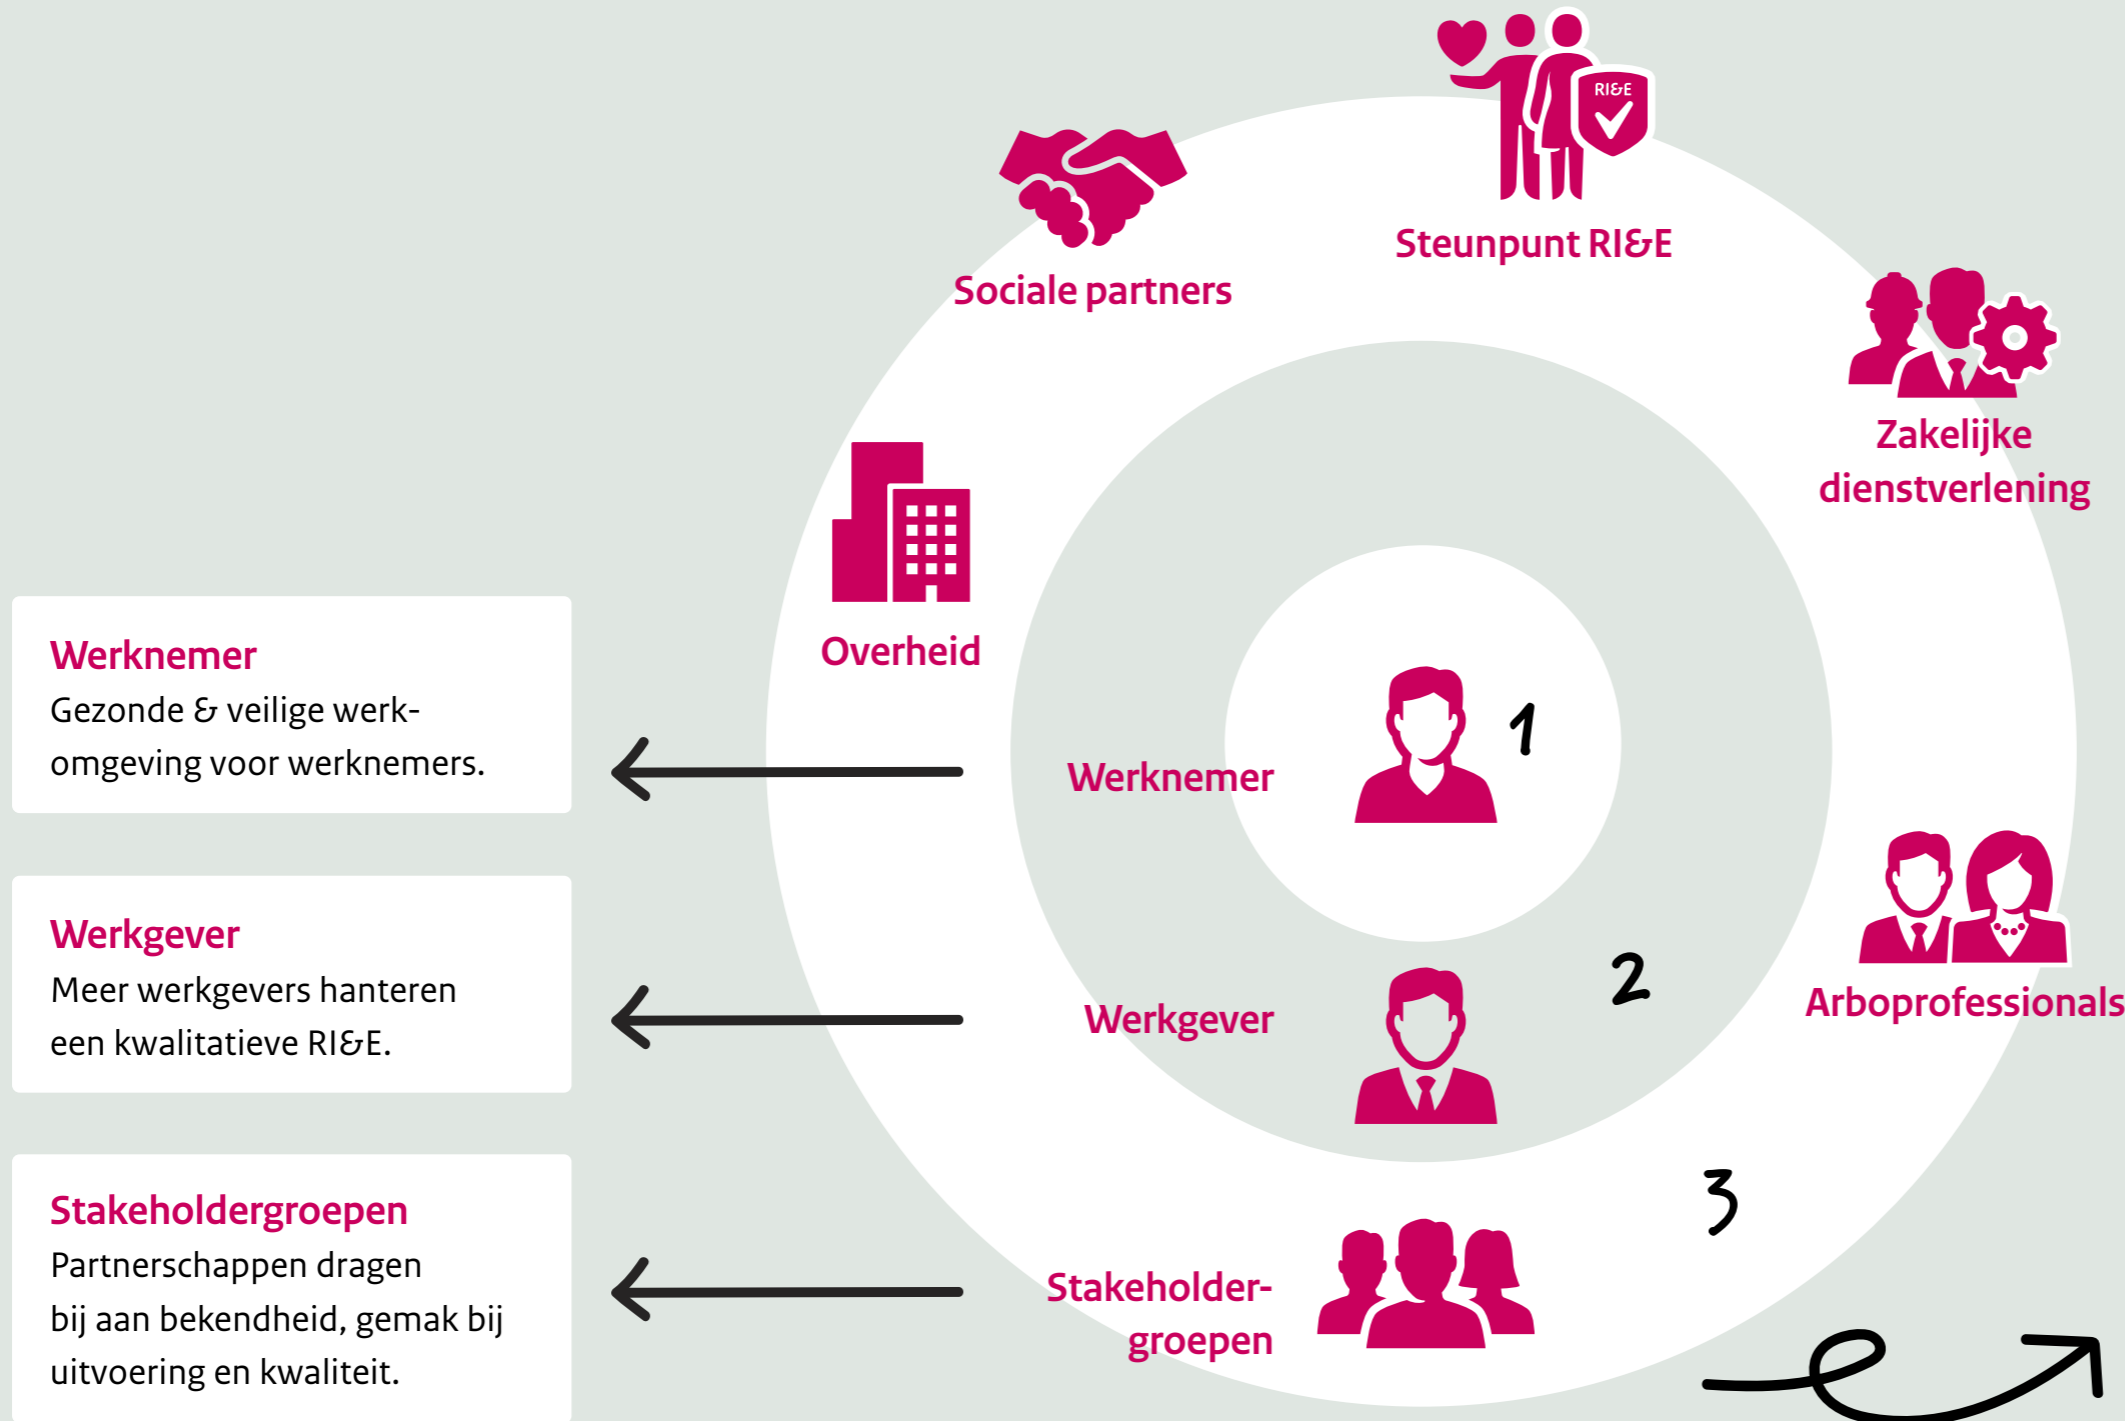 RI&E
Steunpunt RI&E
Sociale partners
Zakelijke
dienstverlening
Overheid
Werknemer
Gezonde & veilige werk-
omgeving voor werknemers.
Werknemer
1
Werkgever
Meer werkgevers hanteren
een kwalitatieve RI&E.
Werkgever
2
Arboprofessionals
Stakeholdergroepen
Partnerschappen dragen
bij aan bekendheid, gemak bij
uitvoering en kwaliteit.
Stakeholder-
groepen
3